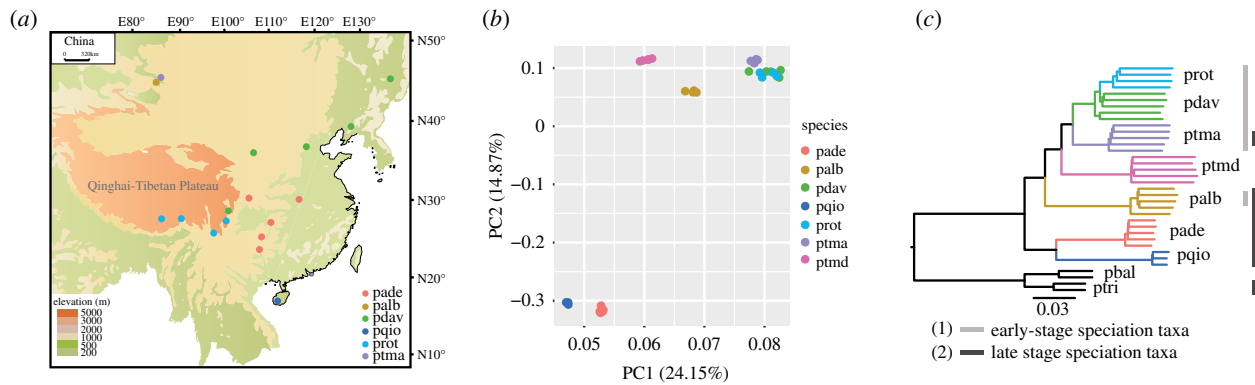 (a)
E80° E90° E100° E110° E120° E130°
China
0 320km
N50°
N40°
N30°
N20°
N10°
Qinghai-Tibetan Plateau
elevation (m)
5000
3000
2000
1000
500
200
pade
palb
pdav
pqio
prot
ptma
(b)
PC2 (14.87%)
0.1
0
−0.1
−0.2
−0.3
0.05 0.06 0.07 0.08
PC1 (24.15%)
species
pade
palb
pdav
pqio
prot
ptma
ptmd
(c)
prot
pdav
ptma
ptmd
palb
pade
pqio
pbal
ptri
0.03
(1) early-stage speciation taxa
(2) late stage speciation taxa